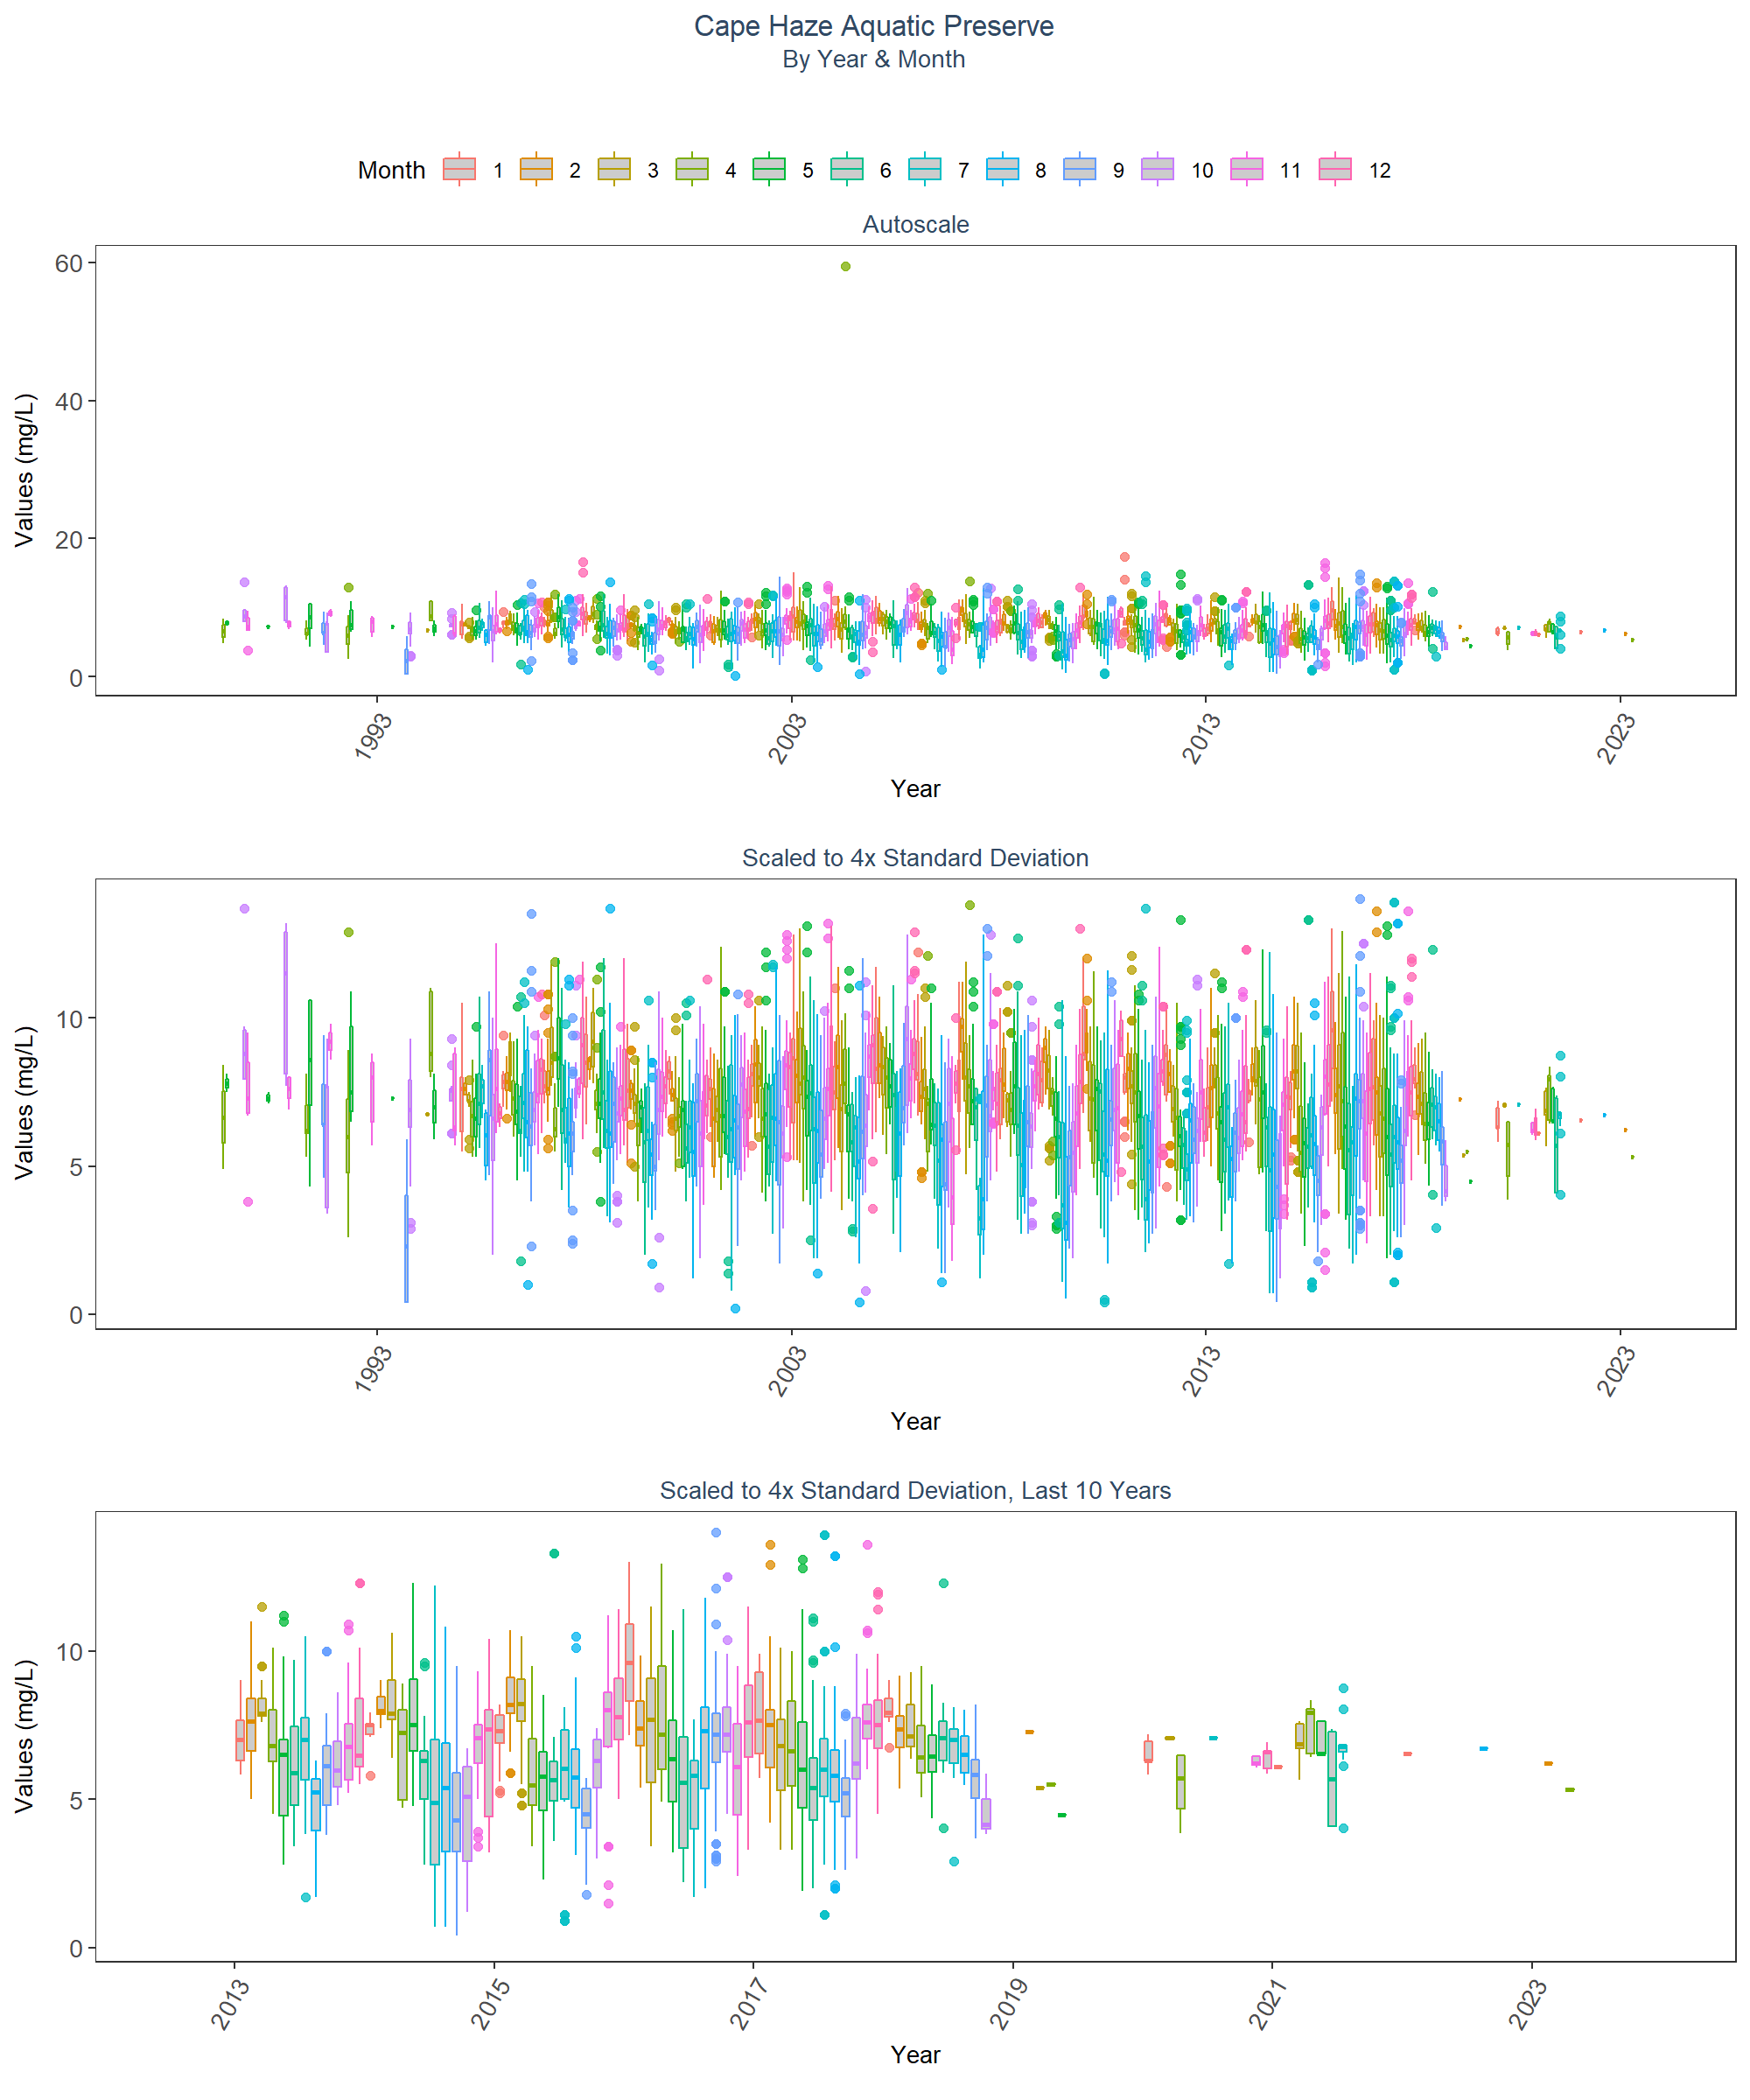 Cape Haze Aquatic Preserve
By Year & Month
Month 1 2 3 4 5 6 7 8 9 10 11 12
Autoscale
Values (mg/L)
60
40
20
0
1993 2003 2013 2023
Year
Scaled to 4x Standard Deviation
Values (mg/L)
10
5
0
1993 2003 2013 2023
Year
Scaled to 4x Standard Deviation, Last 10 Years
Values (mg/L)
10
5
0
2013 2015 2017 2019 2021 2023
Year